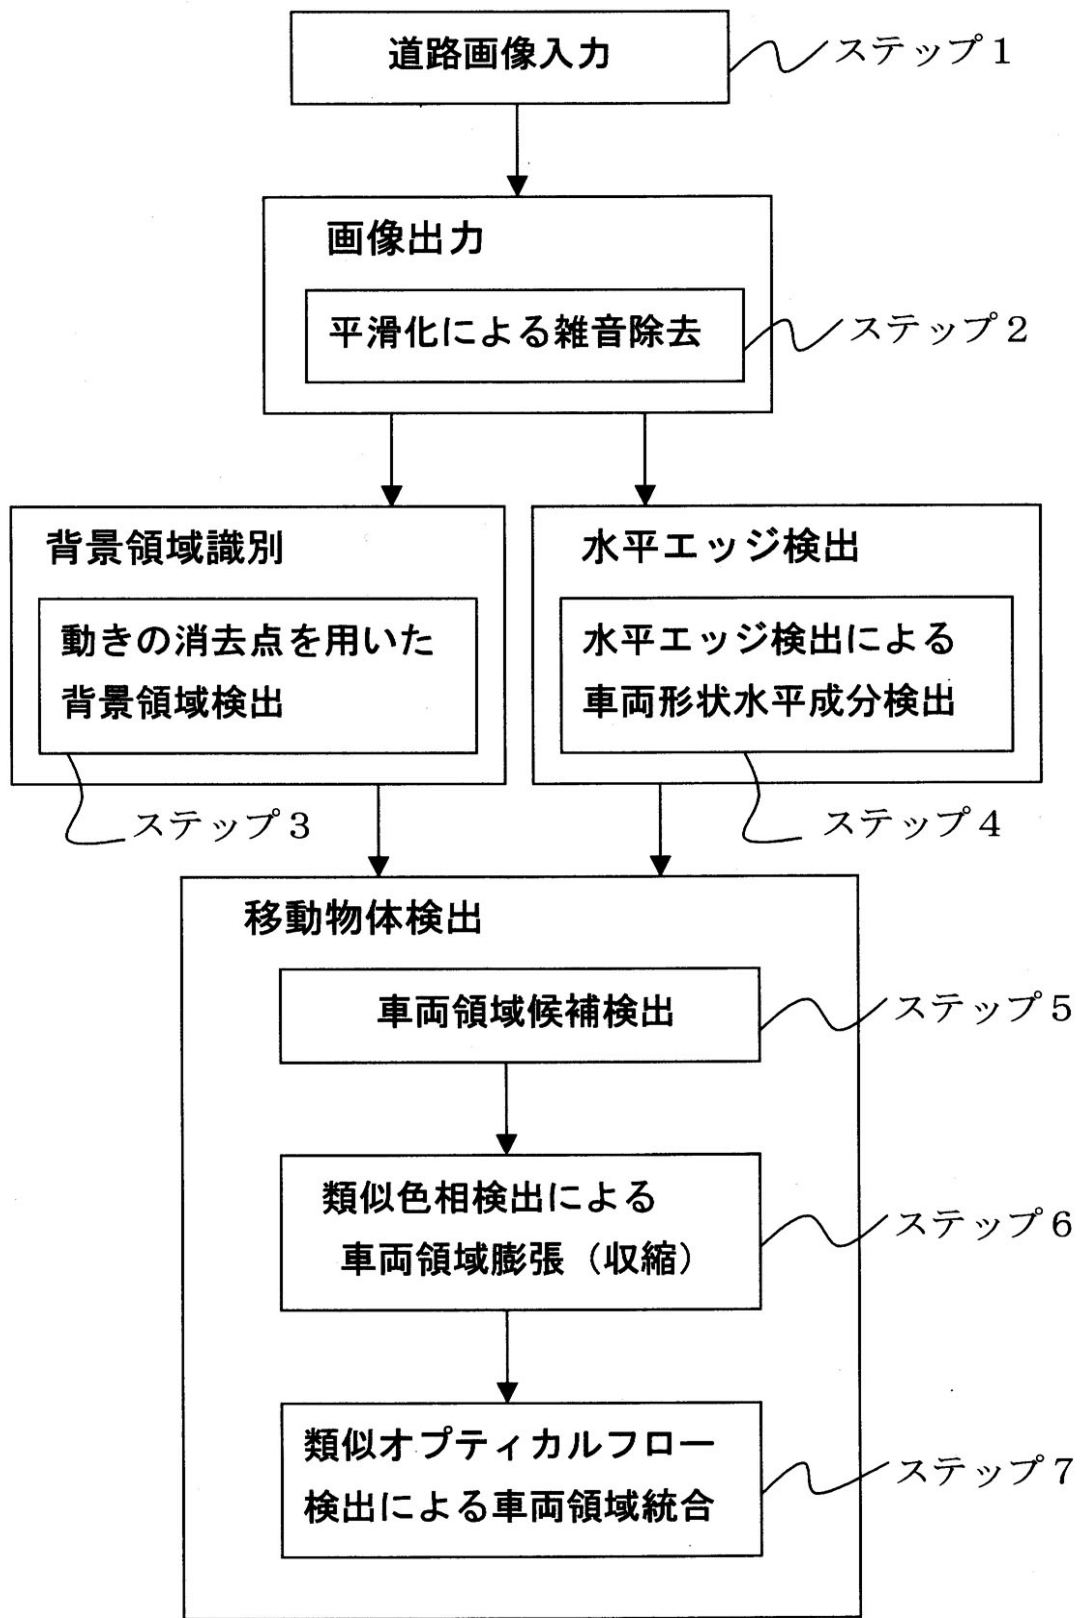 道路画像入力
ステップ1
画像出力
平滑化による雑音除去
ステップ2
背景領域識別
動きの消去点を用いた
背景領域検出
ステップ3
水平エッジ検出
水平エッジ検出による
車両形状水平成分検出
ステップ4
移動物体検出
車両領域候補検出
ステップ5
類似色相検出による
車両領域膨張（収縮）
ステップ6
類似オプティカルフロー
検出による車両領域統合
ステップ7